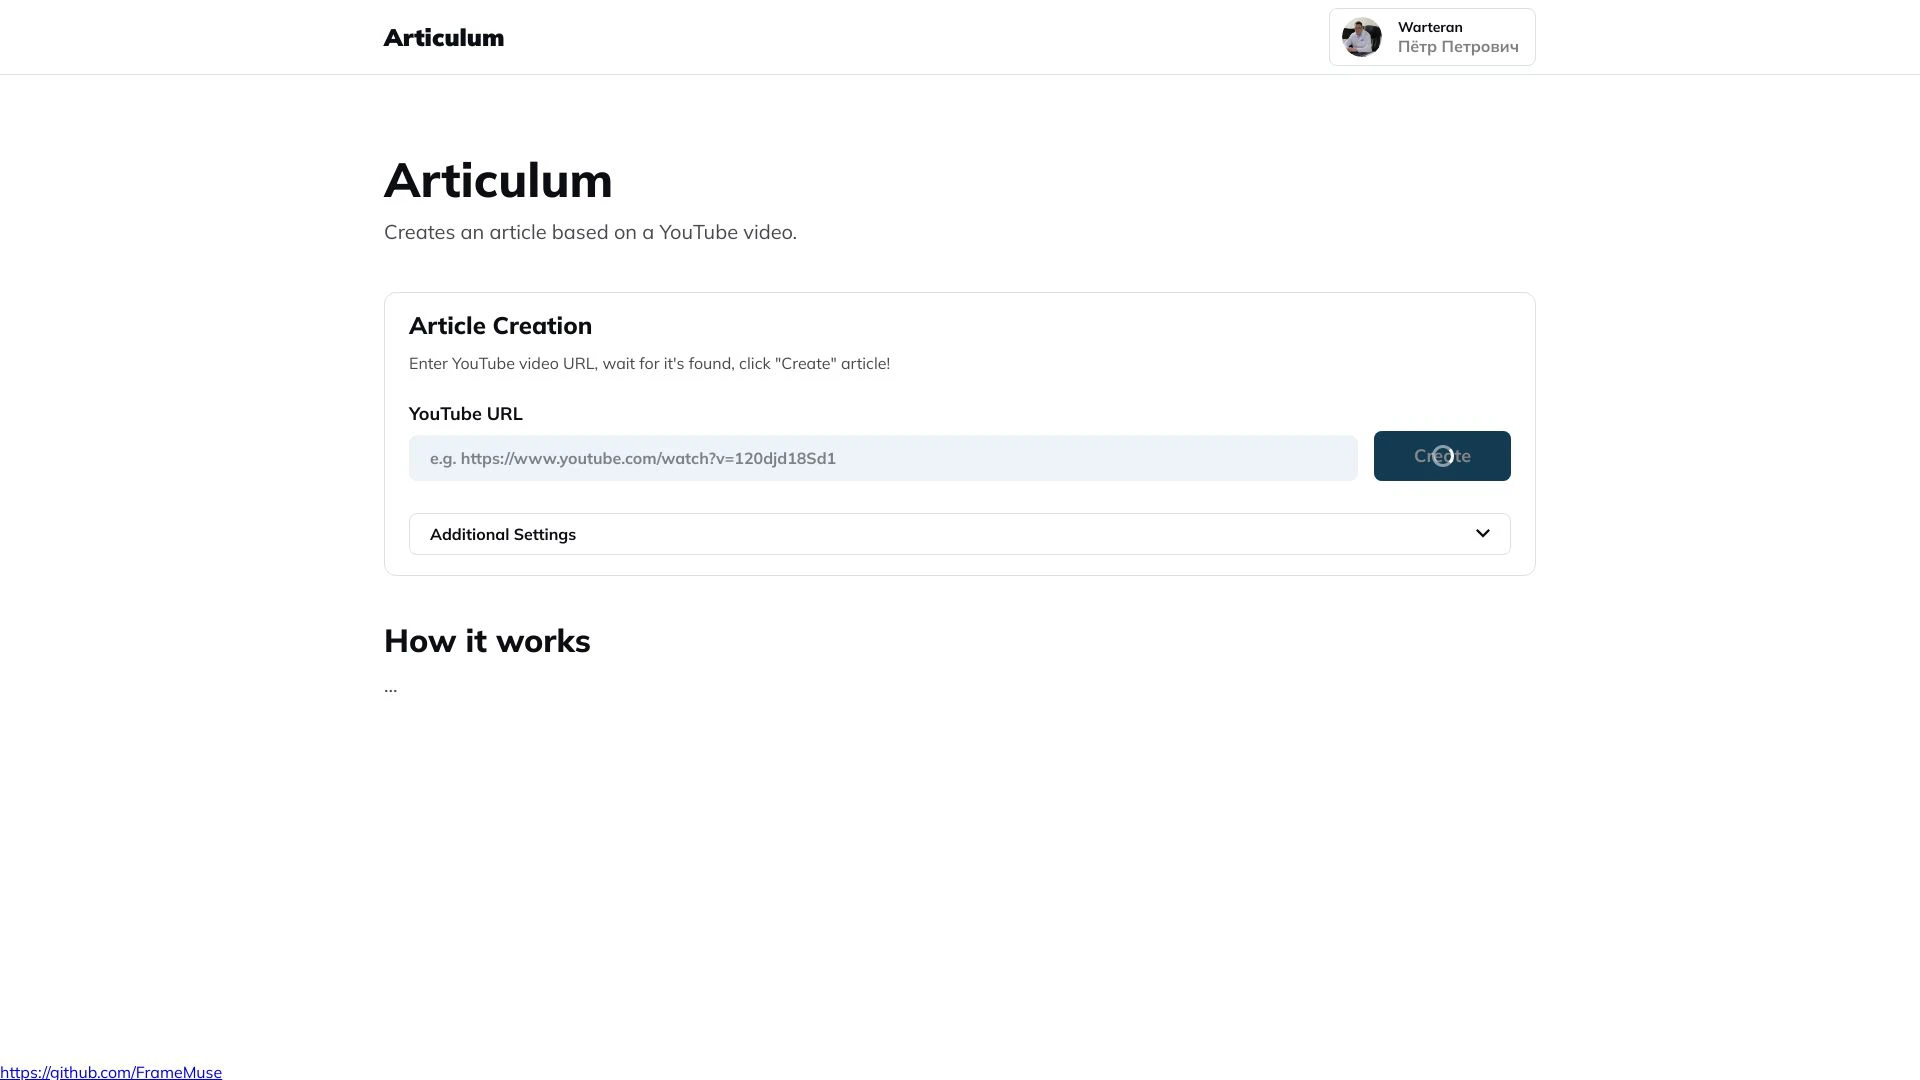 Articulum
Warteran
Пётр Петрович
Articulum
Creates an article based on a YouTube video.
Article Creation
Enter YouTube video URL, wait for it's found, click "Create" article!
YouTube URL
e.g. https://www.youtube.com/watch?v=120djd18Sd1
Create
Additional Settings
How it works
...
https://github.com/FrameMuse